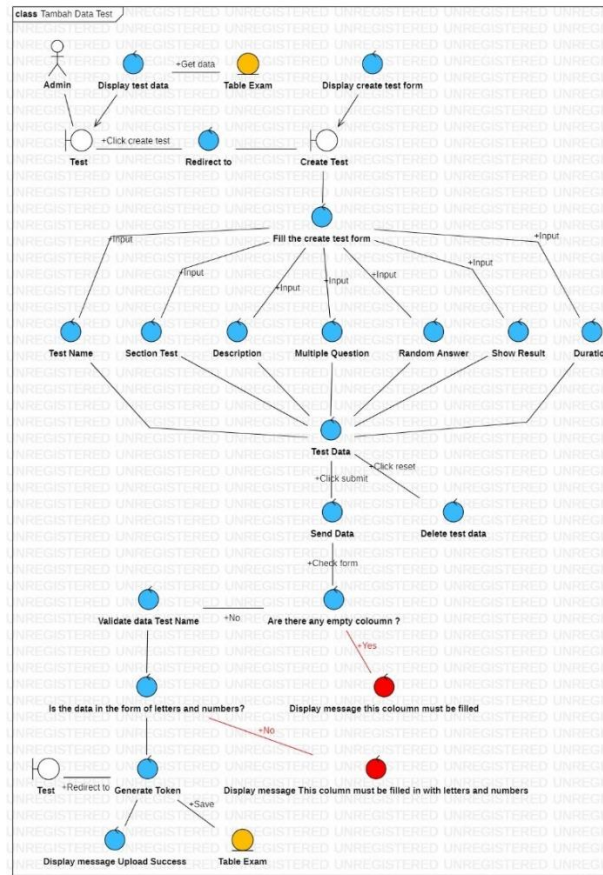 class Tambah Data Test
+Get data
Admin
Display test data
Table Exam
Display create test form
+Click create test
Test
Redirect to
Create Test
Fill the create test form
+Input
+Input
+Input
+Input
+Input
+Input
+Input
Test Name
Section Test
Description
Multiple Question
Random Answer
Show Result
Test Data
+Click reset
+Click submit
Send Data
Delete test data
+Check form
Validate data Test Name
+No
Are there any empty coloumn ?
+Yes
Is the data in the form of letters and numbers?
Display message this coloumn must be filled
+No
Test
+Redirect to
Generate Token
Display message This column must be filled in with letters and numbers
+Save
Display message Upload Success
Table Exam
UNREGISTERED